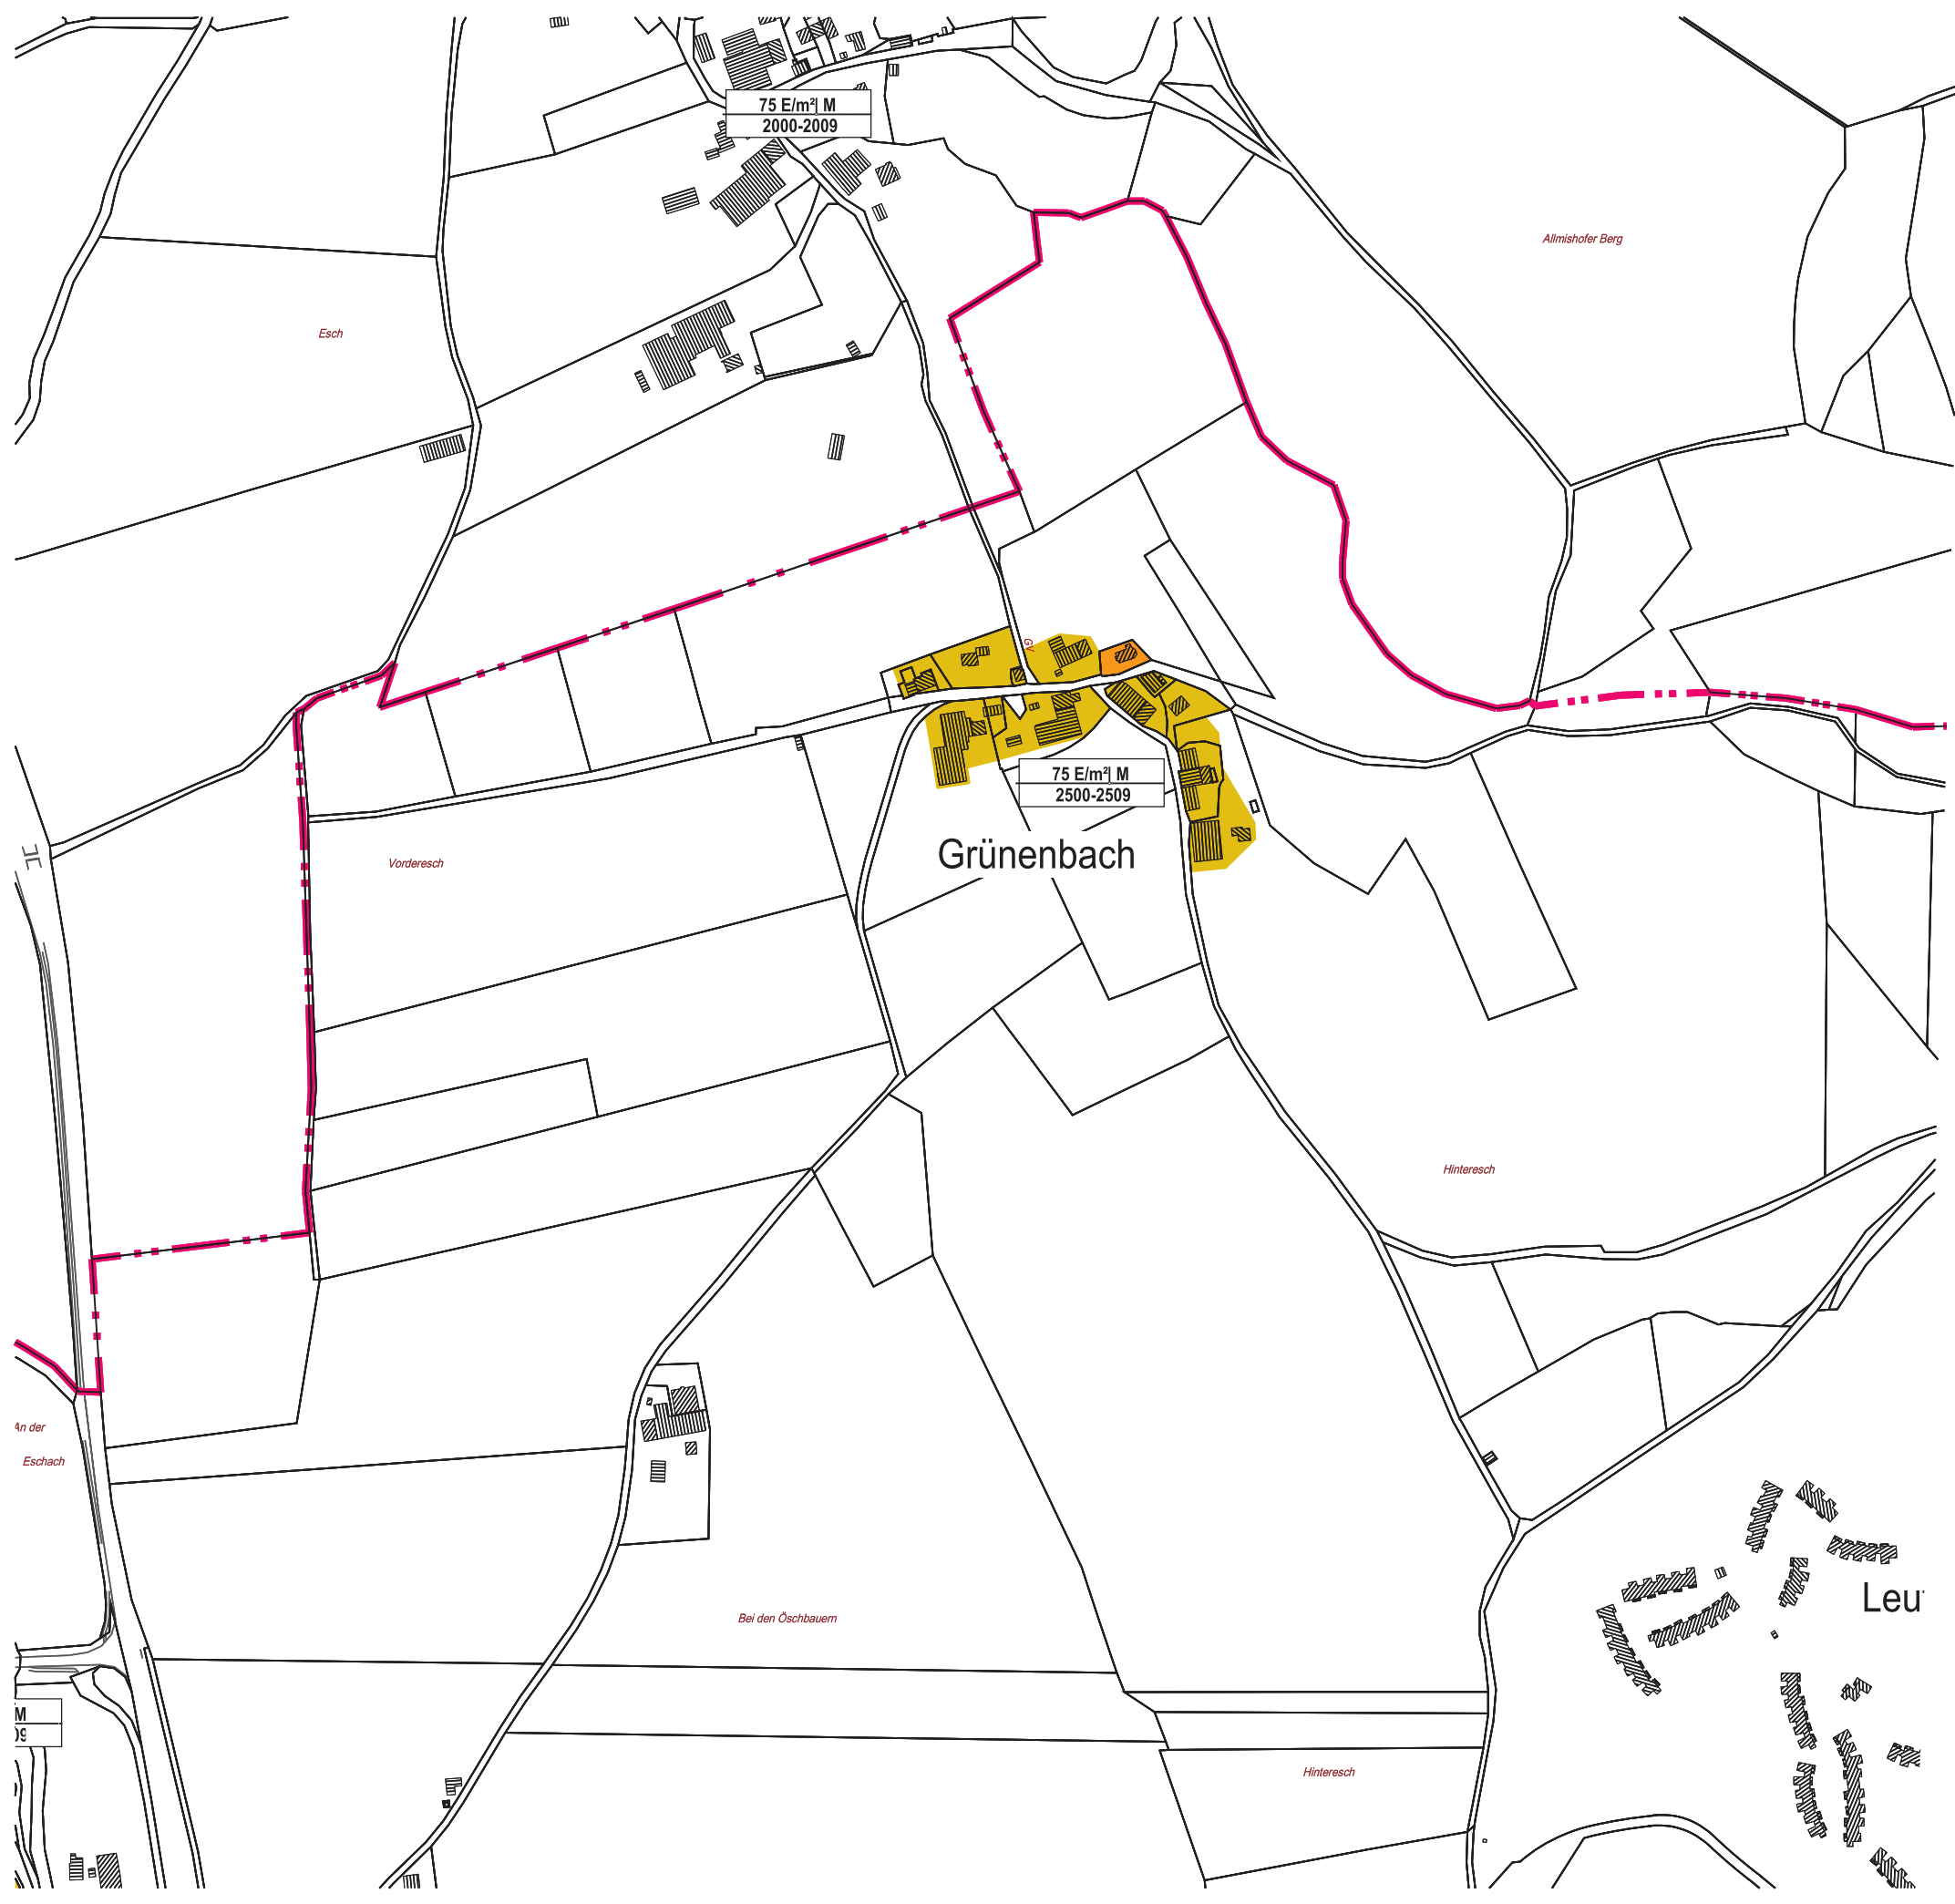 75 E/m²| M
2000-2009
Allmishofer Berg
Esch
GV
75 E/m²| M
2500-2509
Grünenbach
Vorderesch
Hinteresch
An der
Eschach
Leu
Bei den Öschbauern
M
09
Hinteresch